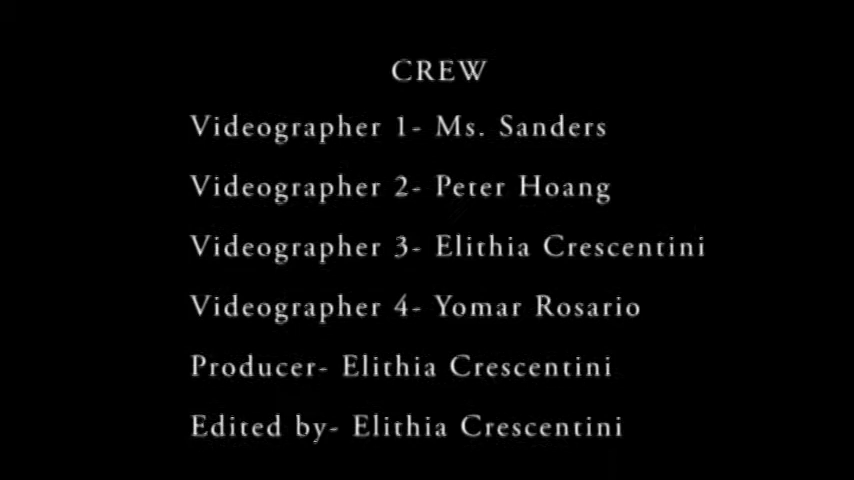 CREW
Videographer 1- Ms. Sanders
Videographer 2- Peter Hoang
Videographer 3- Elithia Crescentini
Videographer 4- Yomar Rosario
Producer- Elithia Crescentini
Edited by- Elithia Crescentini